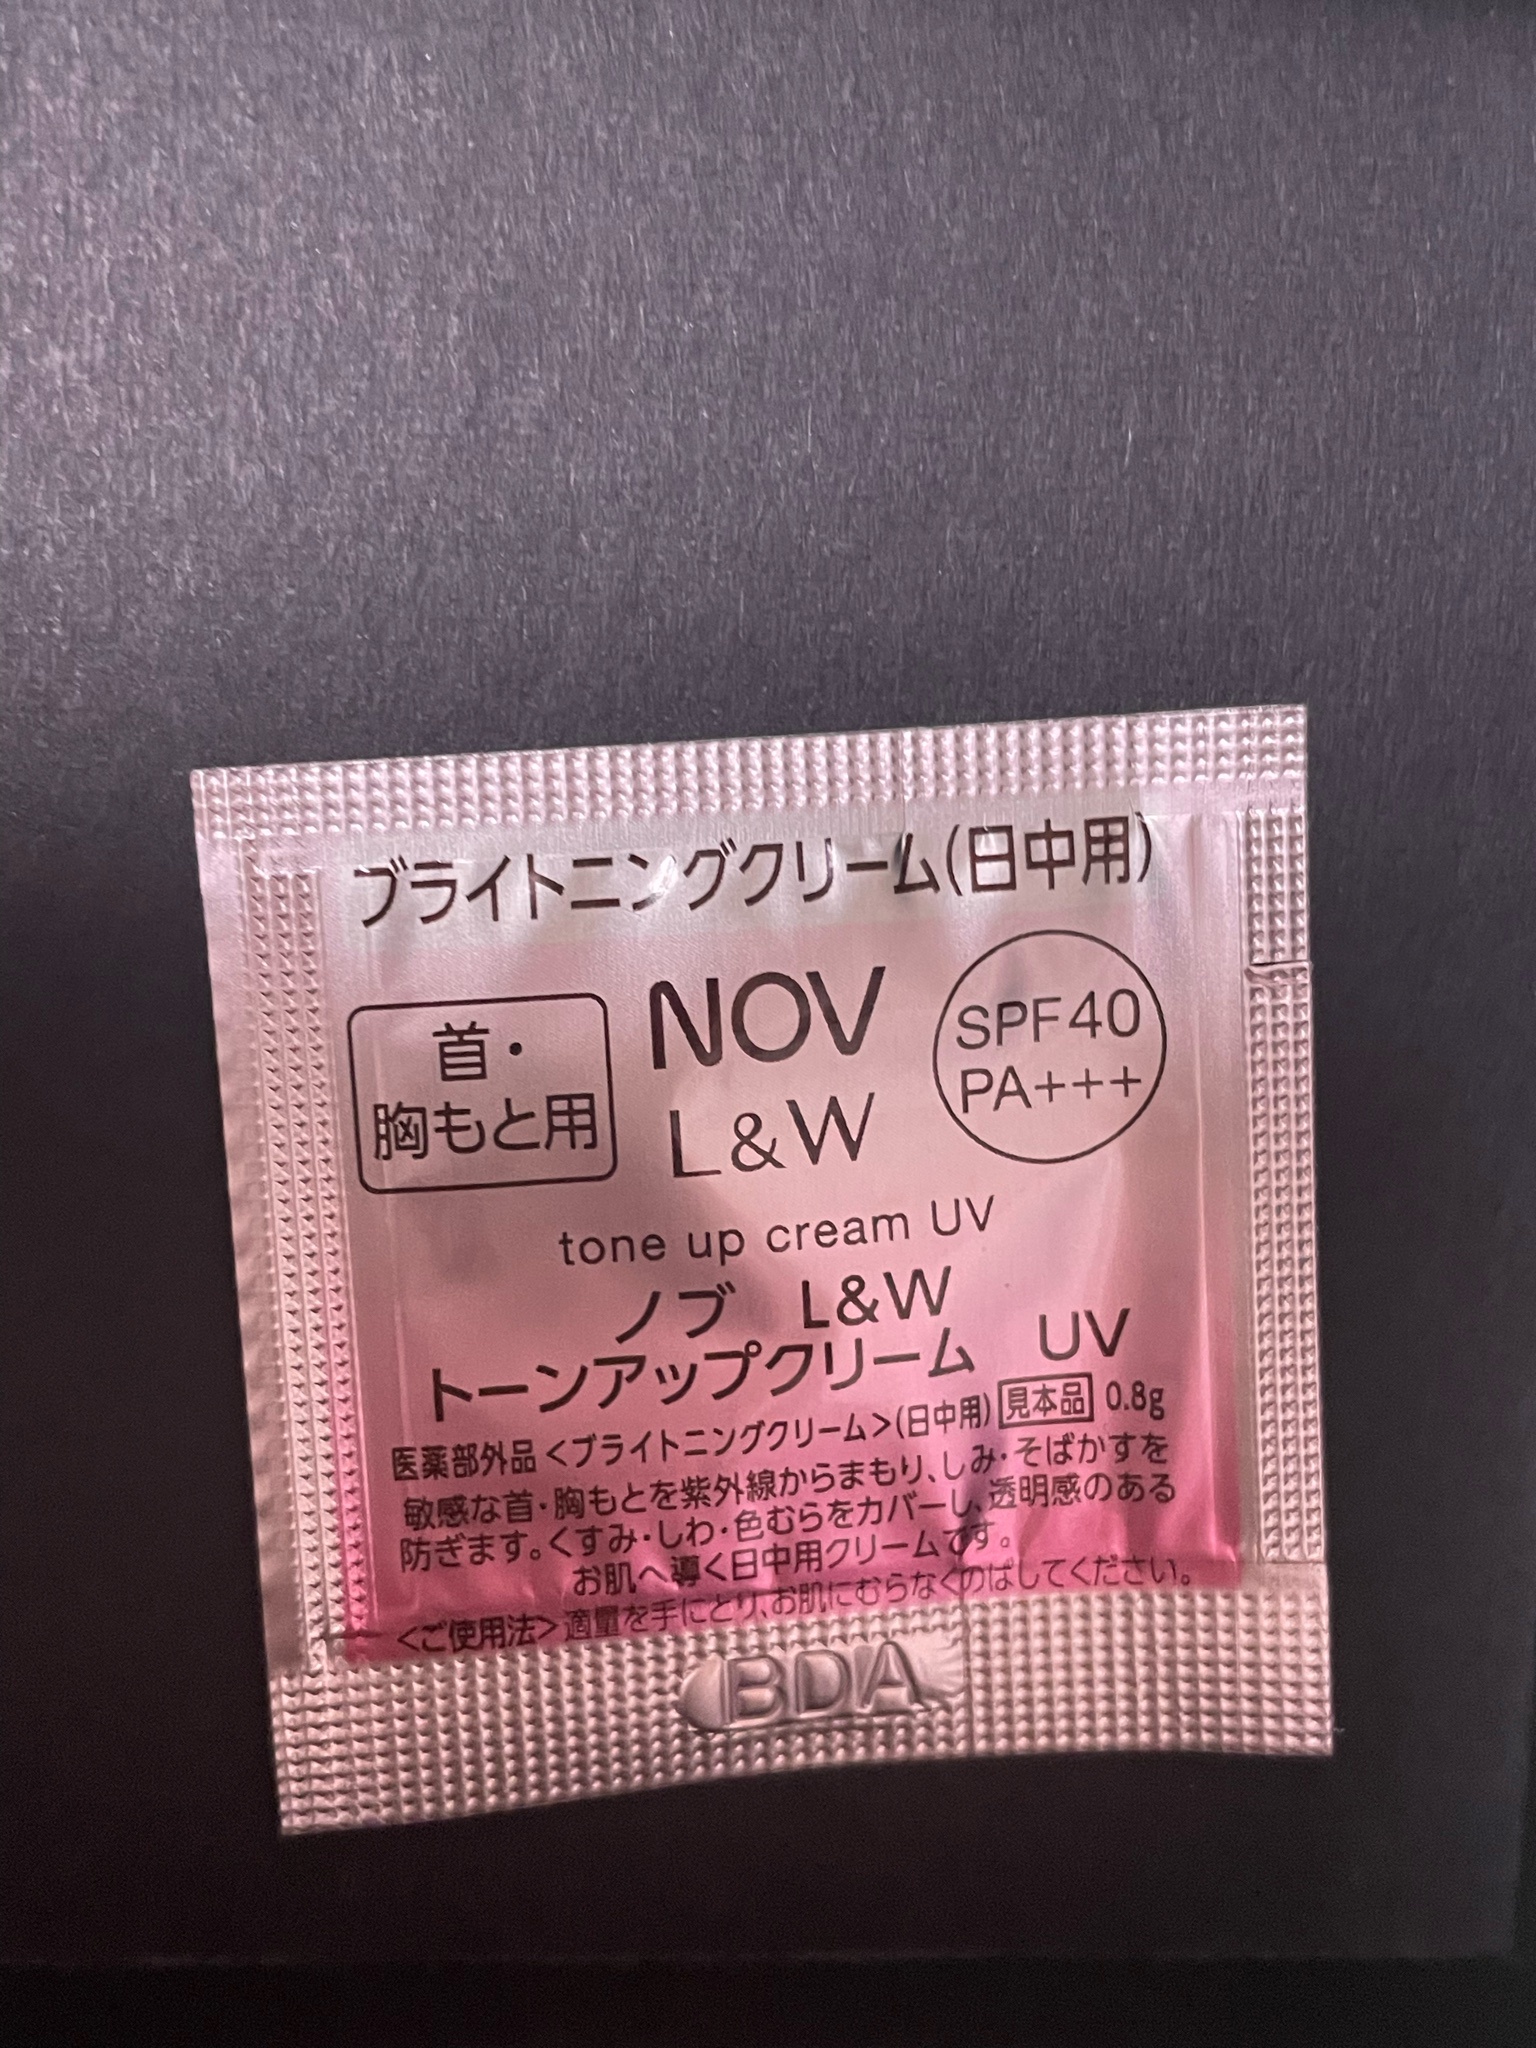 ブライトニングクリーム(日中用)
首・
胸もと用
NOV
L&W
SPF40
PA+++
tone up cream UV
ノブ L&W
トーンアップクリーム UV
医薬部外品<ブライトニングクリーム>(日中用) 見本品 0.8g
敏感な首・胸もとを紫外線からまもり、しみ・そばかすを
防ぎます。くすみ・しわ・色むらをカバーし、透明感のある
お肌へ導く日中用クリームです。
<ご使用法>適量を手にとり、お肌にむらなくのばしてください。
BDA